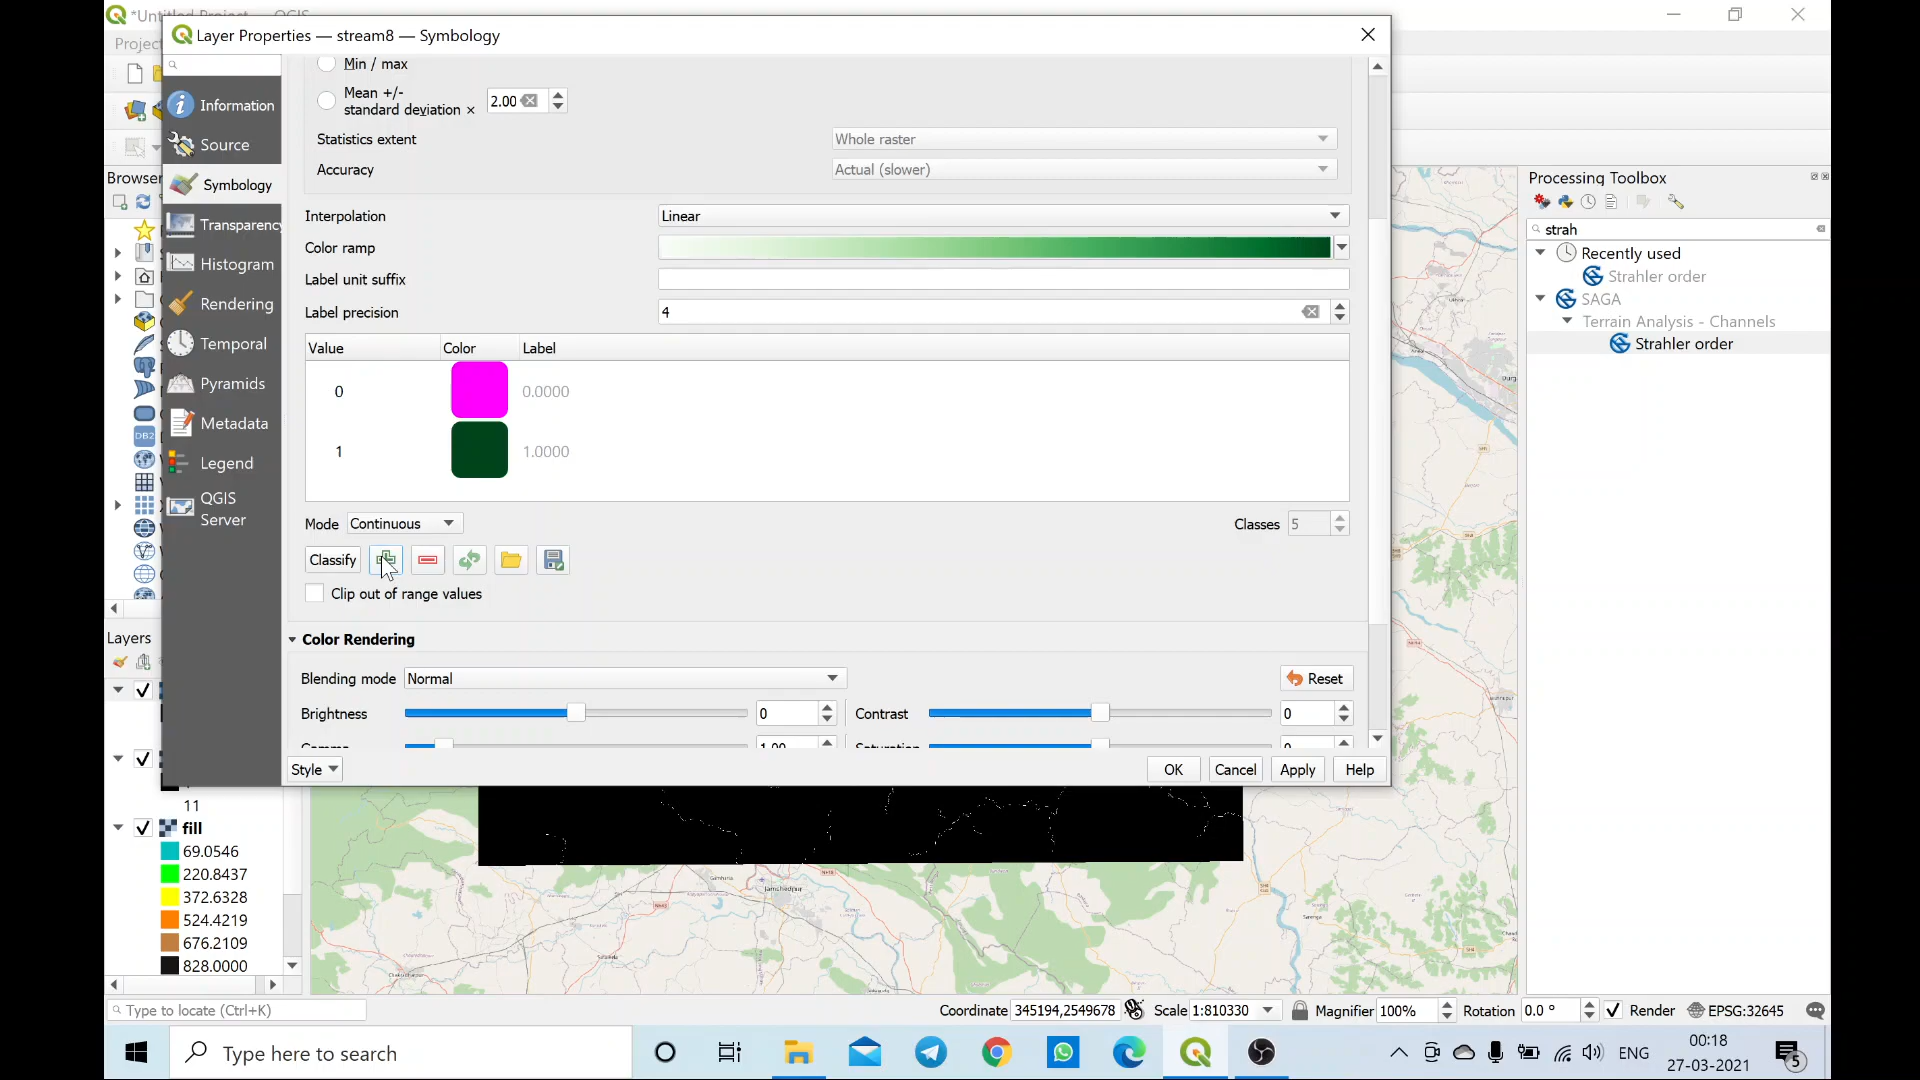 *Untitled Project — QGIS
Layer Properties — stream8 — Symbology
Project
Information
Source
Symbology
Transparency
Histogram
Rendering
Temporal
Pyramids
Metadata
Legend
QGIS
Server
Min / max
Mean +/-
standard deviation × 2.00
Statistics extent Whole raster
Accuracy Actual (slower)
Interpolation Linear
Color ramp
Label unit suffix
Label precision 4
Value Color Label
0 0.0000
1 1.0000
Mode Continuous Classes 5
Classify
Clip out of range values
Color Rendering
Blending mode Normal Reset
Brightness 0 Contrast 0
Style OK Cancel Apply Help
Browser
DB2
Layers
11
fill
69.0546
220.8437
372.6328
524.4219
676.2109
828.0000
Processing Toolbox
strah
Recently used
Strahler order
SAGA
Terrain Analysis - Channels
Strahler order
Jamshedpur
Type to locate (Ctrl+K) Coordinate 345194,2549678 Scale 1:810330 Magnifier 100% Rotation 0.0 ° Render EPSG:32645
Type here to search ENG 00:18
27-03-2021
5